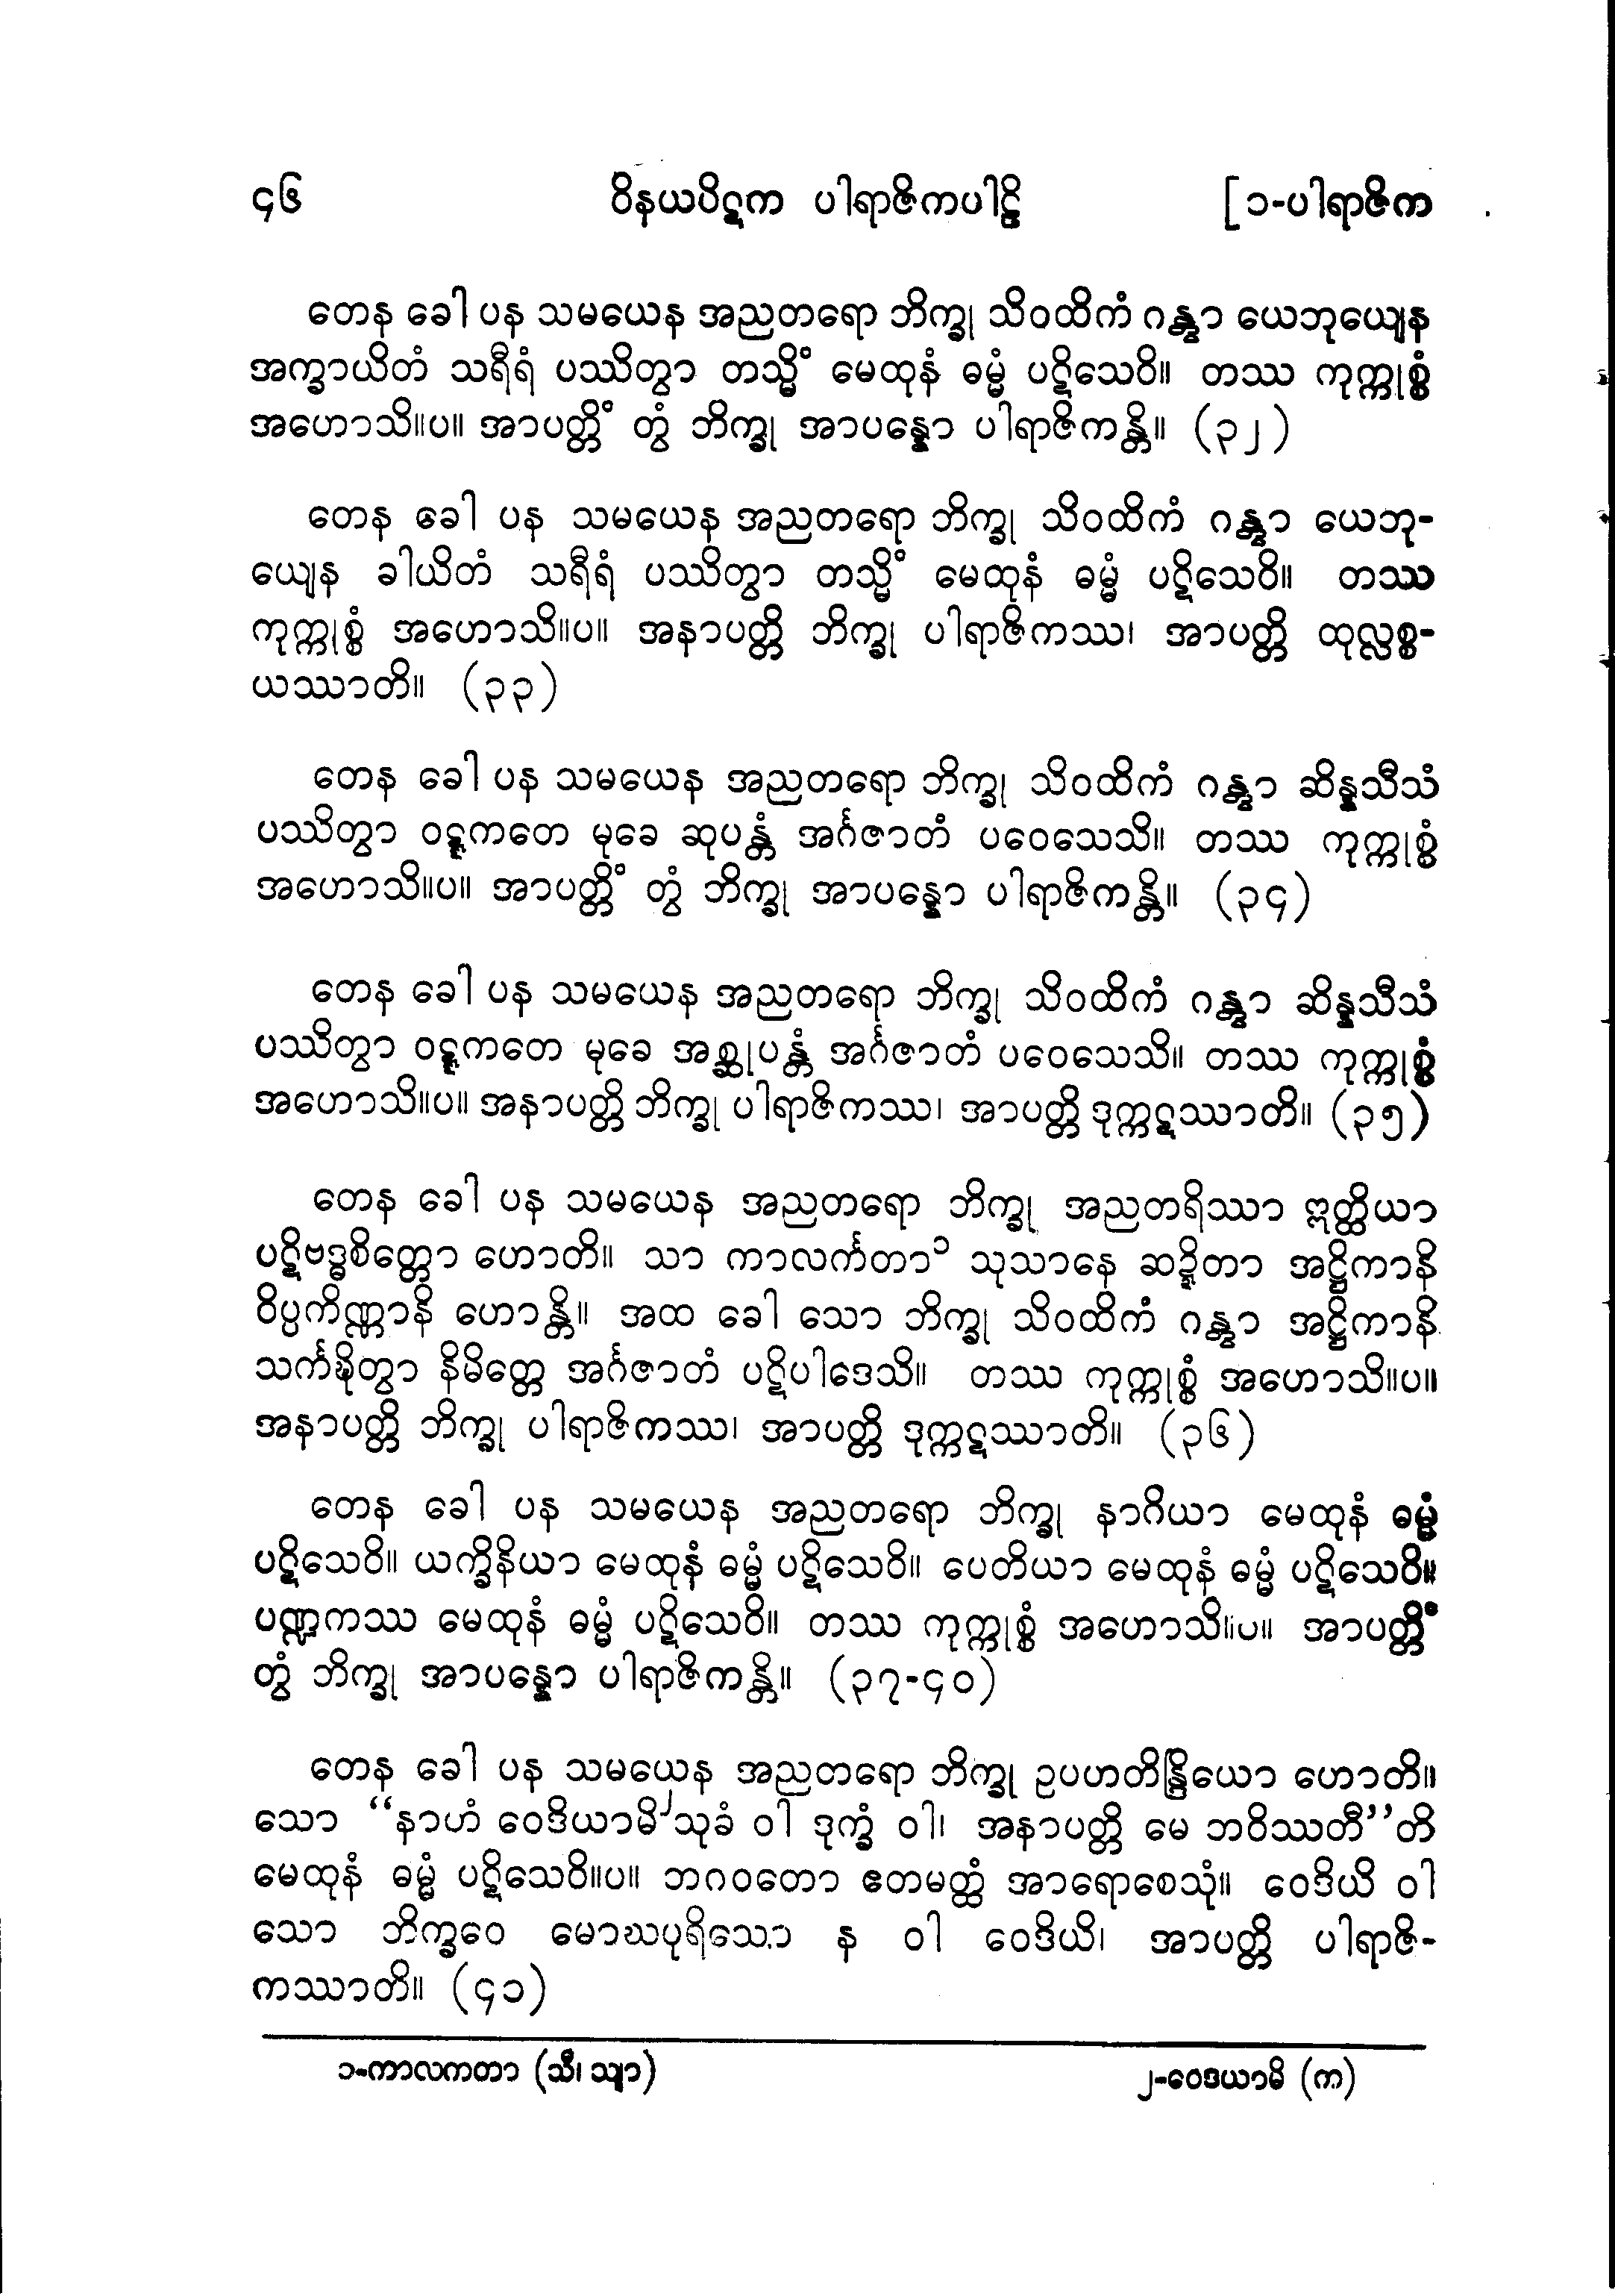 ၄၆ ဝိနယပိဋက ပါရာဇိကပါဠိ [၁-ပါရာဇိက
တေန ခေါ ပန သမယေန အညတရော ဘိက္ခု သိဝထိကံ ဂန္တွာ ယေဘုယျေန
အက္ခာယိတံ သရီရံ ပဿိတွာ တသ္မိံ မေထုနံ ဓမ္မံ ပဋိသေဝိ။ တဿ ကုက္ကုစ္စံ
အဟောသိ။ပ။ အာပတ္တိံ တွံ ဘိက္ခု အာပန္နော ပါရာဇိကန္တိ။ (၃၂)
တေန ခေါ ပန သမယေန အညတရော ဘိက္ခု သိဝထိကံ ဂန္တွာ ယေဘု-
ယျေန ခါယိတံ သရီရံ ပဿိတွာ တသ္မိံ မေထုနံ ဓမ္မံ ပဋိသေဝိ။ တဿ
ကုက္ကုစ္စံ အဟောသိ။ပ။ အနာပတ္တိ ဘိက္ခု ပါရာဇိကဿ၊ အာပတ္တိ ထုလ္လစ္စ-
ယဿာတိ။ (၃၃)
တေန ခေါ ပန သမယေန အညတရော ဘိက္ခု သိဝထိကံ ဂန္တွာ ဆိန္နသီသံ
ပဿိတွာ ဝဋ္ဋကတေ မုခေ ဆုပန္တံ အင်္ဂဇာတံ ပဝေသေသိ။ တဿ ကုက္ကုစ္စံ
အဟောသိ။ပ။ အာပတ္တိံ တွံ ဘိက္ခု အာပန္နော ပါရာဇိကန္တိ။ (၃၄)
တေန ခေါ ပန သမယေန အညတရော ဘိက္ခု သိဝထိကံ ဂန္တွာ ဆိန္နသီသံ
ပဿိတွာ ဝဋ္ဋကတေ မုခေ အစ္ဆုပန္တံ အင်္ဂဇာတံ ပဝေသေသိ။ တဿ ကုက္ကုစ္စံ
အဟောသိ။ပ။ အနာပတ္တိ ဘိက္ခု ပါရာဇိကဿ၊ အာပတ္တိ ဒုက္ကဋဿာတိ။ (၃၅)
တေန ခေါ ပန သမယေန အညတရော ဘိက္ခု အညတရိဿာ ဣတ္ထိယာ
ပဋိဗဒ္ဓစိတ္တော ဟောတိ။ သာ ကာလင်္ကတာ၁ သုသာနေ ဆဍ္ဍိတာ အဋ္ဌိကာနိ
ဝိပ္ပကိဏ္ဏာနိ ဟောန္တိ။ အထ ခေါ သော ဘိက္ခု သိဝထိကံ ဂန္တွာ အဋ္ဌိကာနိ
သင်္ကဍ္ဎိတွာ နိမိတ္တေ အင်္ဂဇာတံ ပဋိပါဒေသိ။ တဿ ကုက္ကုစ္စံ အဟောသိ။ပ။
အနာပတ္တိ ဘိက္ခု ပါရာဇိကဿ၊ အာပတ္တိ ဒုက္ကဋဿာတိ။ (၃၆)
တေန ခေါ ပန သမယေန အညတရော ဘိက္ခု နာဂိယာ မေထုနံ ဓမ္မံ
ပဋိသေဝိ။ ယက္ခိနိယာ မေထုနံ ဓမ္မံ ပဋိသေဝိ။ ပေတိယာ မေထုနံ ဓမ္မံ ပဋိသေဝိ။
ပဏ္ဍကဿ မေထုနံ ဓမ္မံ ပဋိသေဝိ။ တဿ ကုက္ကုစ္စံ အဟောသိ။ပ။ အာပတ္တိံ
တွံ ဘိက္ခု အာပန္နော ပါရာဇိကန္တိ။ (၃၇-၄၀)
တေန ခေါ ပန သမယေန အညတရော ဘိက္ခု ဥပဟတိန္ဒြိယော ဟောတိ။
သော “နာဟံ ဝေဒိယာမိ၂ သုခံ ဝါ ဒုက္ခံ ဝါ၊ အနာပတ္တိ မေ ဘဝိဿတီ”တိ
မေထုနံ ဓမ္မံ ပဋိသေဝိ။ပ။ ဘဂဝတော ဧတမတ္ထံ အာရောစေသုံ။ ဝေဒိယိ ဝါ
သော ဘိက္ခဝေ မောဃပုရိသော န ဝါ ဝေဒိယိ၊ အာပတ္တိ ပါရာဇိ-
ကဿာတိ။ (၄၁)
၁-ကာလကတာ (သီ၊ သျာ) ၂-ဝေဒယာမိ (က)